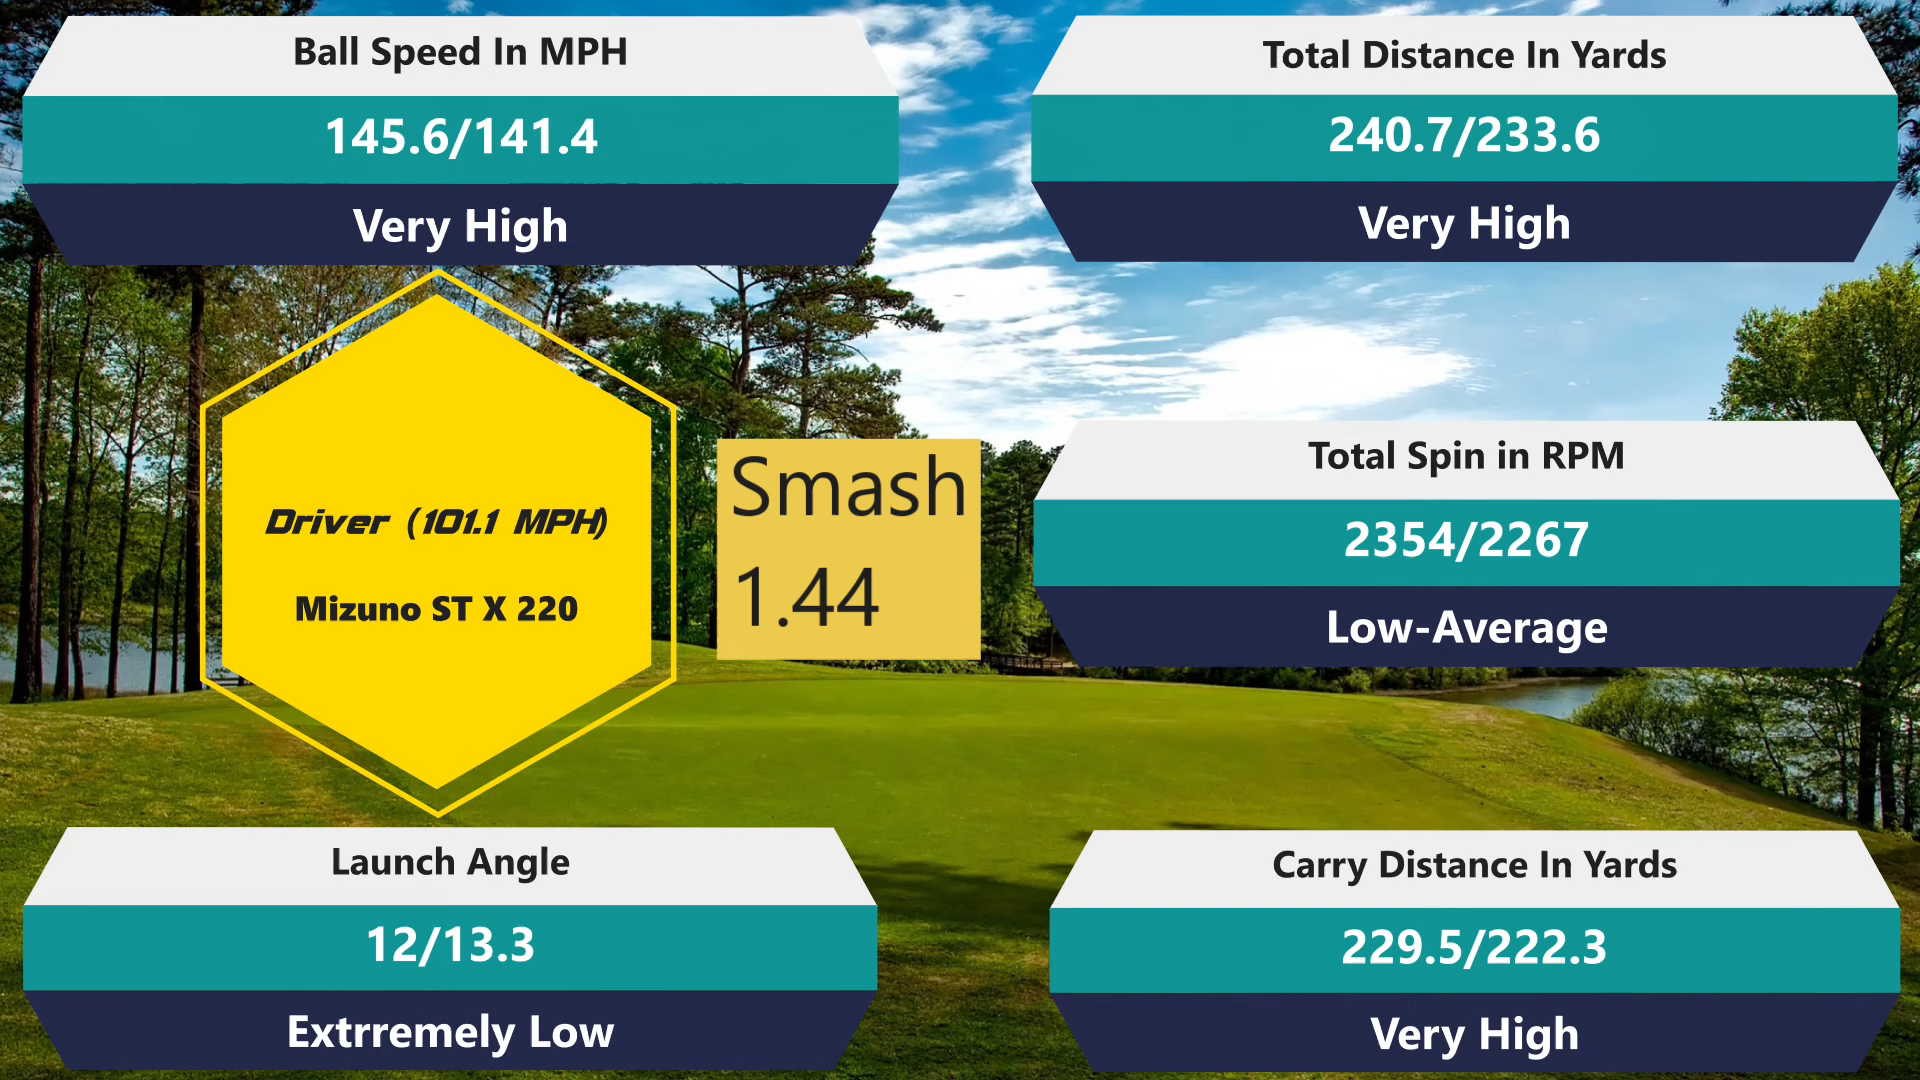 Ball Speed In MPH
145.6/141.4
Very High
Total Distance In Yards
240.7/233.6
Very High
Driver (101.1 MPH)
Mizuno ST X 220
Smash
1.44
Total Spin in RPM
2354/2267
Low-Average
Launch Angle
12/13.3
Extrremely Low
Carry Distance In Yards
229.5/222.3
Very High